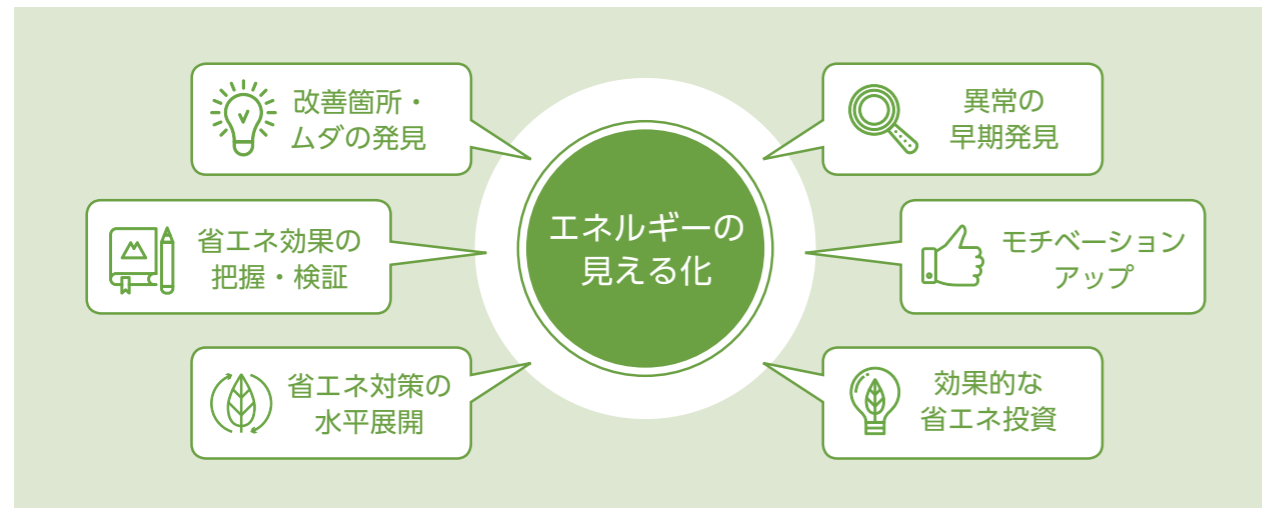 改善箇所・
ムダの発見
省エネ効果の
把握・検証
省エネ対策の
水平展開
エネルギーの
見える化
異常の
早期発見
モチベーション
アップ
効果的な
省エネ投資